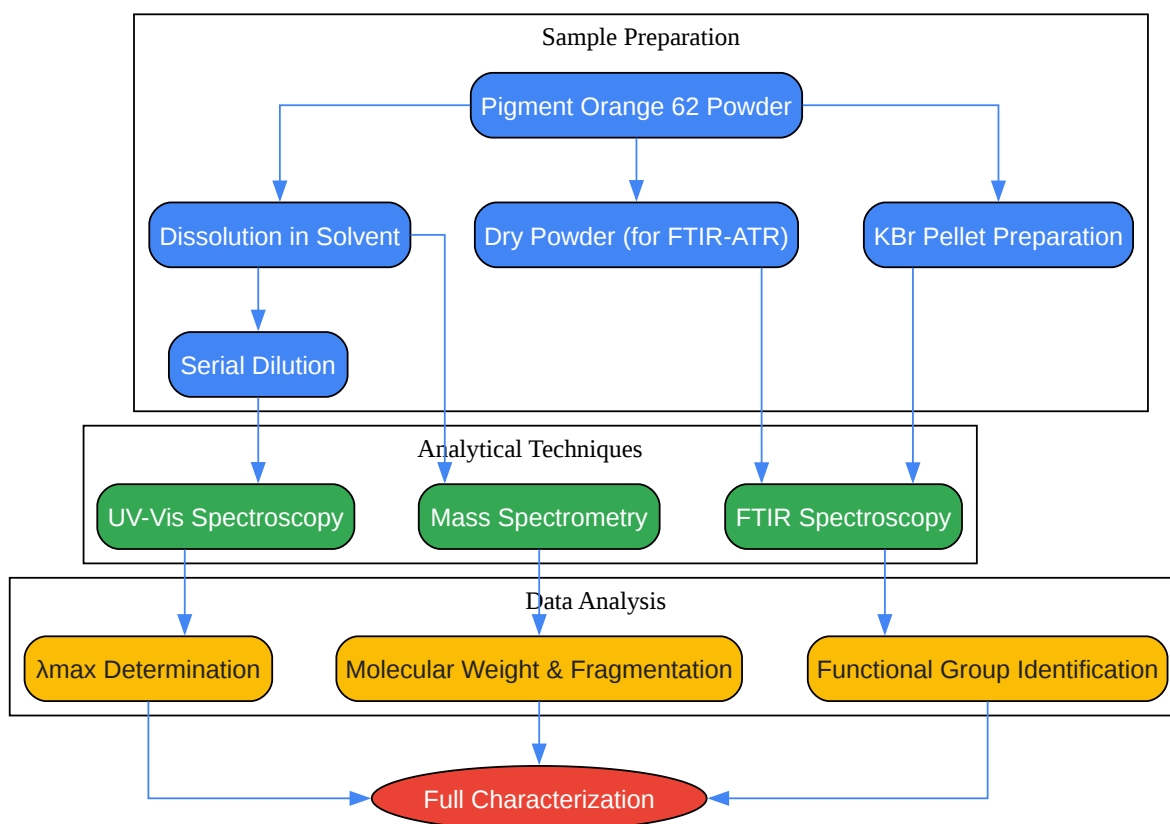 Sample Preparation
Pigment Orange 62 Powder
Dissolution in Solvent
Dry Powder (for FTIR-ATR)
KBr Pellet Preparation
Serial Dilution
Analytical Techniques
UV-Vis Spectroscopy
Mass Spectrometry
FTIR Spectroscopy
Data Analysis
λmax Determination
Molecular Weight & Fragmentation
Functional Group Identification
Full Characterization